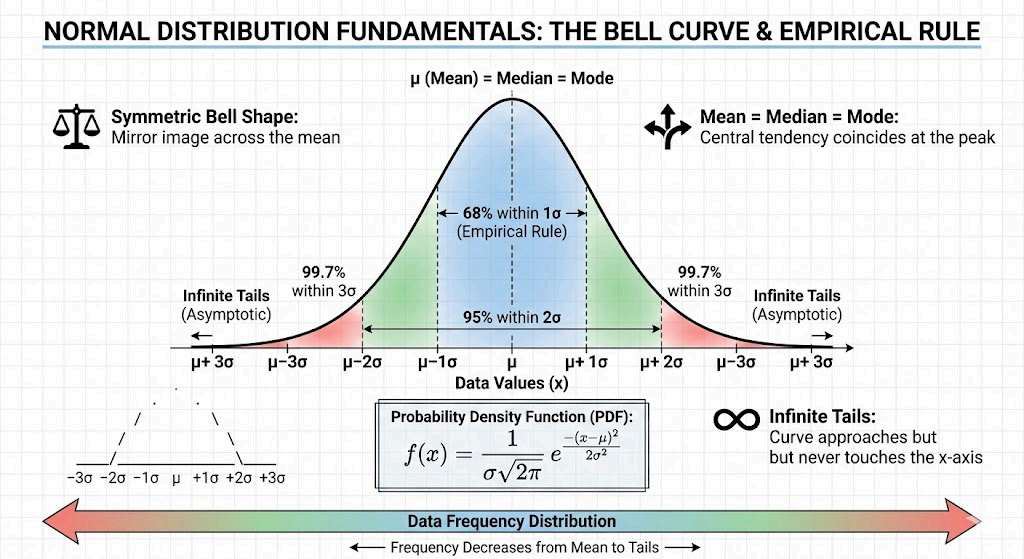 NORMAL DISTRIBUTION FUNDAMENTALS: THE BELL CURVE & EMPIRICAL RULE
μ (Mean) = Median = Mode
Symmetric Bell Shape:
Mirror image across the mean
Mean = Median = Mode:
Central tendency coincides at the peak
68% within 1σ
(Empirical Rule)
99.7%
within 3σ
99.7%
within 3σ
Infinite Tails
(Asymptotic)
Infinite Tails
(Asymptotic)
95% within 2σ
μ+ 3σ μ−3σ μ−2σ μ−1σ μ μ+ 1σ μ+ 2σ μ−3σ μ+ 3σ
Data Values (x)
Probability Density Function (PDF):
f(x) = 1/(σ√2π) e^(−(x−μ)²/2σ²)
Infinite Tails:
Curve approaches but
but never touches the x-axis
−3σ −2σ −1σ μ +1σ +2σ +3σ
Data Frequency Distribution
Frequency Decreases from Mean to Tails